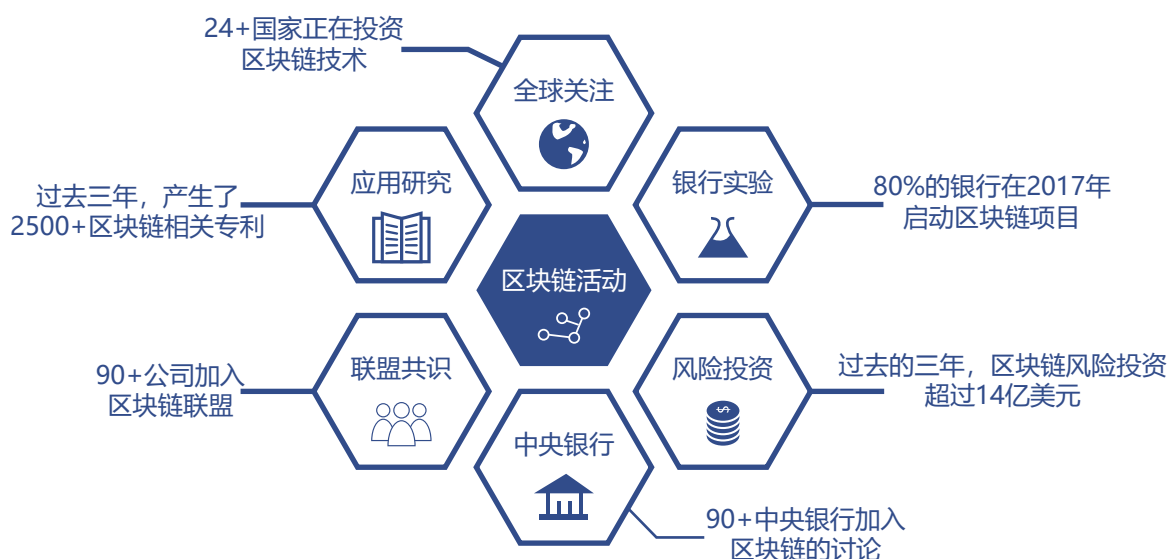 24+国家正在投资
区块链技术
全球关注
应用研究
过去三年，产生了
2500+区块链相关专利
银行实验
80%的银行在2017年
启动区块链项目
区块链活动
联盟共识
90+公司加入
区块链联盟
风险投资
过去的三年，区块链风险投资
超过14亿美元
中央银行
90+中央银行加入
区块链的讨论